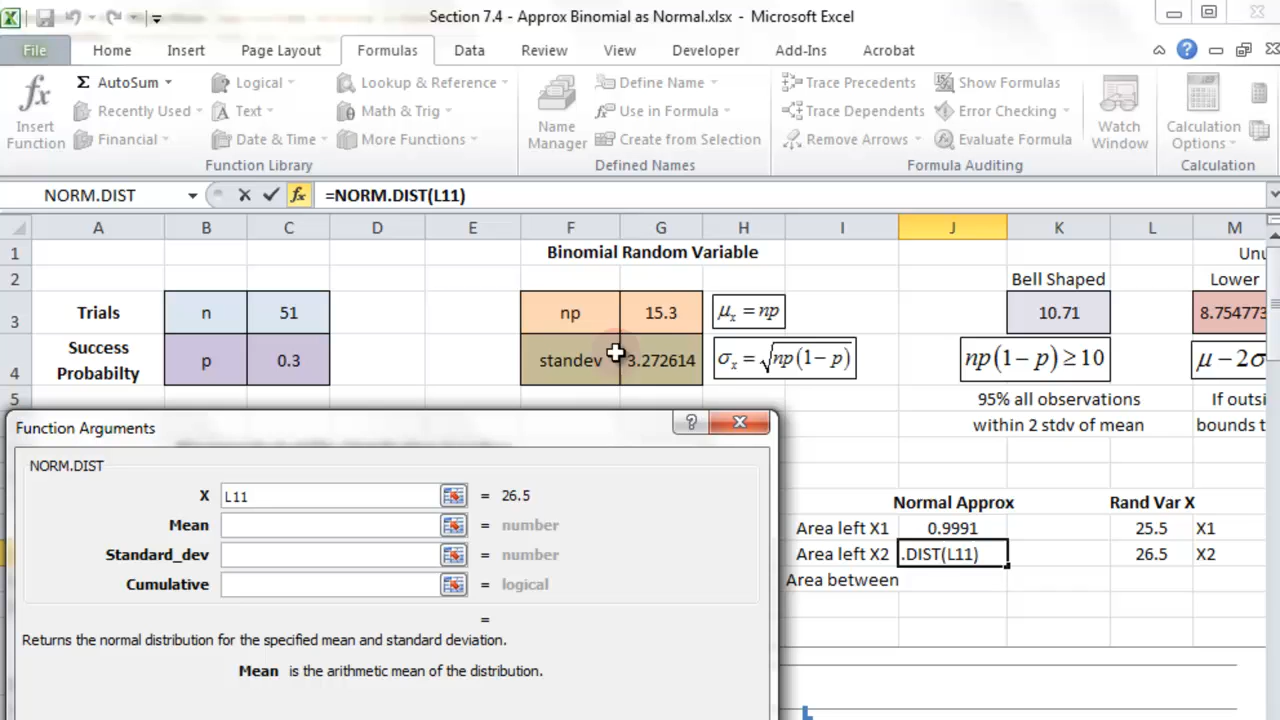 Section 7.4 - Approx Binomial as Normal.xlsx - Microsoft Excel
File Home Insert Page Layout Formulas Data Review View Developer Add-Ins Acrobat
fx Σ AutoSum Logical Lookup & Reference Define Name Trace Precedents Show Formulas
Recently Used Text Math & Trig Use in Formula Trace Dependents Error Checking
Insert Function Financial Date & Time More Functions Name Manager Create from Selection Remove Arrows Evaluate Formula Watch Window Calculation Options
Function Library Defined Names Formula Auditing Calculation
NORM.DIST fx =NORM.DIST(L11)
A B C D E F G H I J K L M
1 Binomial Random Variable Unu
2 Bell Shaped Lower
3 Trials n 51 np 15.3 μx = np 10.71 8.754773
4 Success Probabilty p 0.3 standev 3.272614 σx = √np(1−p) np(1−p) ≥ 10 μ − 2σ
5 95% all observations If outsi
within 2 stdv of mean bounds t
Function Arguments
NORM.DIST
X L11 = 26.5
Mean = number
Standard_dev = number
Cumulative = logical
=
Returns the normal distribution for the specified mean and standard deviation.
Mean is the arithmetic mean of the distribution.
Normal Approx Rand Var X
Area left X1 0.9991 25.5 X1
Area left X2 .DIST(L11) 26.5 X2
Area between